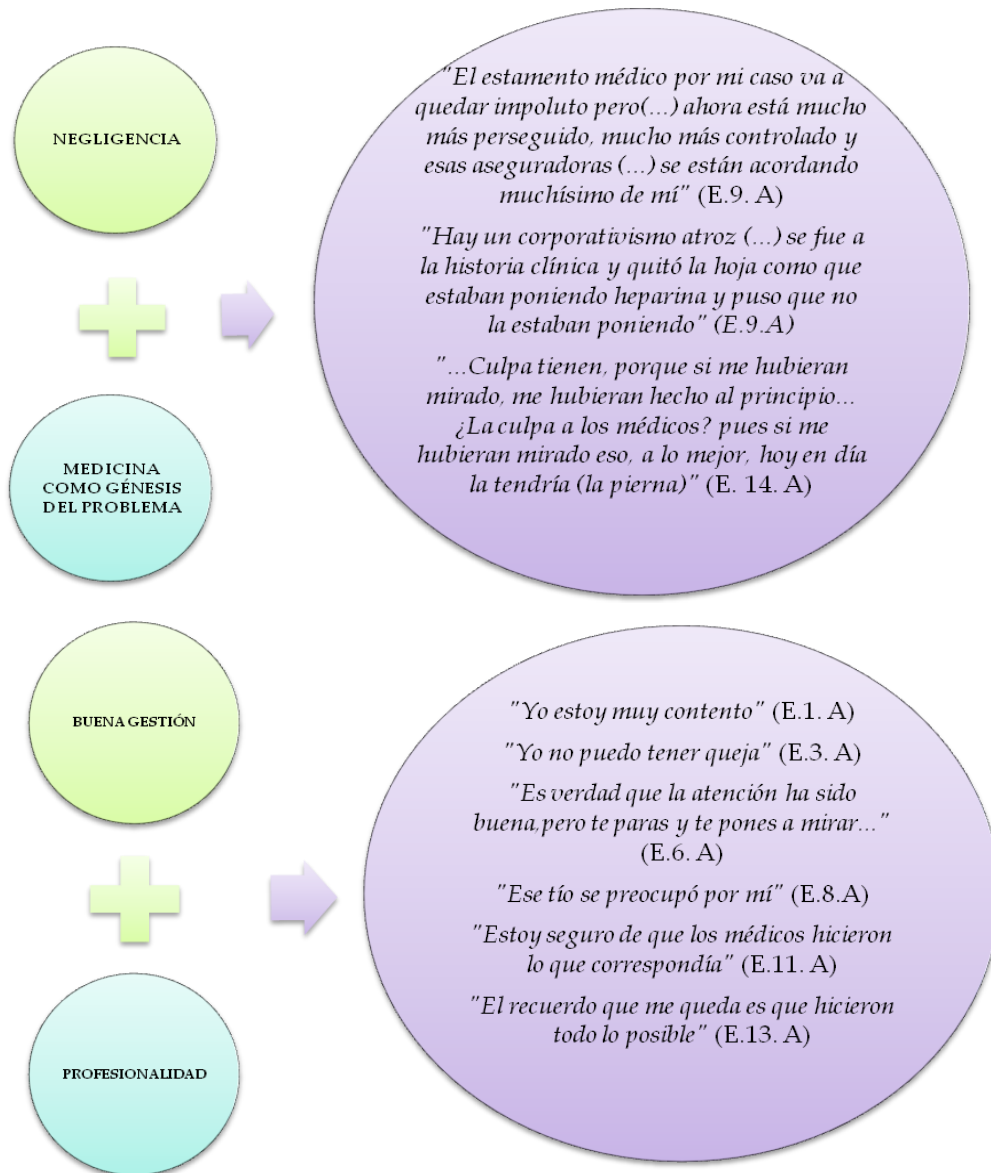 NEGLIGENCIA
"El estamento médico por mi caso va a
quedar impoluto pero(...) ahora está mucho
más perseguido, mucho más controlado y
esas aseguradoras (...) se están acordando
muchísimo de mí" (E.9. A)
"Hay un corporativismo atroz (...) se fue a
la historia clínica y quitó la hoja como que
estaban poniendo heparina y puso que no
la estaban poniendo" (E.9.A)
"...Culpa tienen, porque si me hubieran
mirado, me hubieran hecho al principio...
¿La culpa a los médicos? pues si me
hubieran mirado eso, a lo mejor, hoy en día
la tendría (la pierna)" (E. 14. A)
MEDICINA
COMO GÉNESIS
DEL PROBLEMA
BUENA GESTIÓN
"Yo estoy muy contento" (E.1. A)
"Yo no puedo tener queja" (E.3. A)
"Es verdad que la atención ha sido
buena,pero te paras y te pones a mirar..."
(E.6. A)
"Ese tío se preocupó por mí" (E.8.A)
"Estoy seguro de que los médicos hicieron
lo que correspondía" (E.11. A)
"El recuerdo que me queda es que hicieron
todo lo posible" (E.13. A)
PROFESIONALIDAD